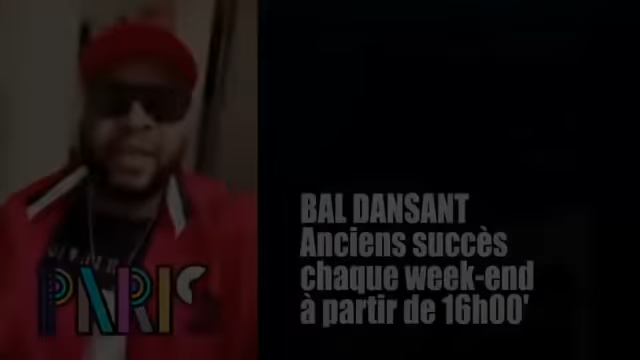 BAL DANSANT
Anciens succès
chaque week-end
à partir de 16h00'
PARIS